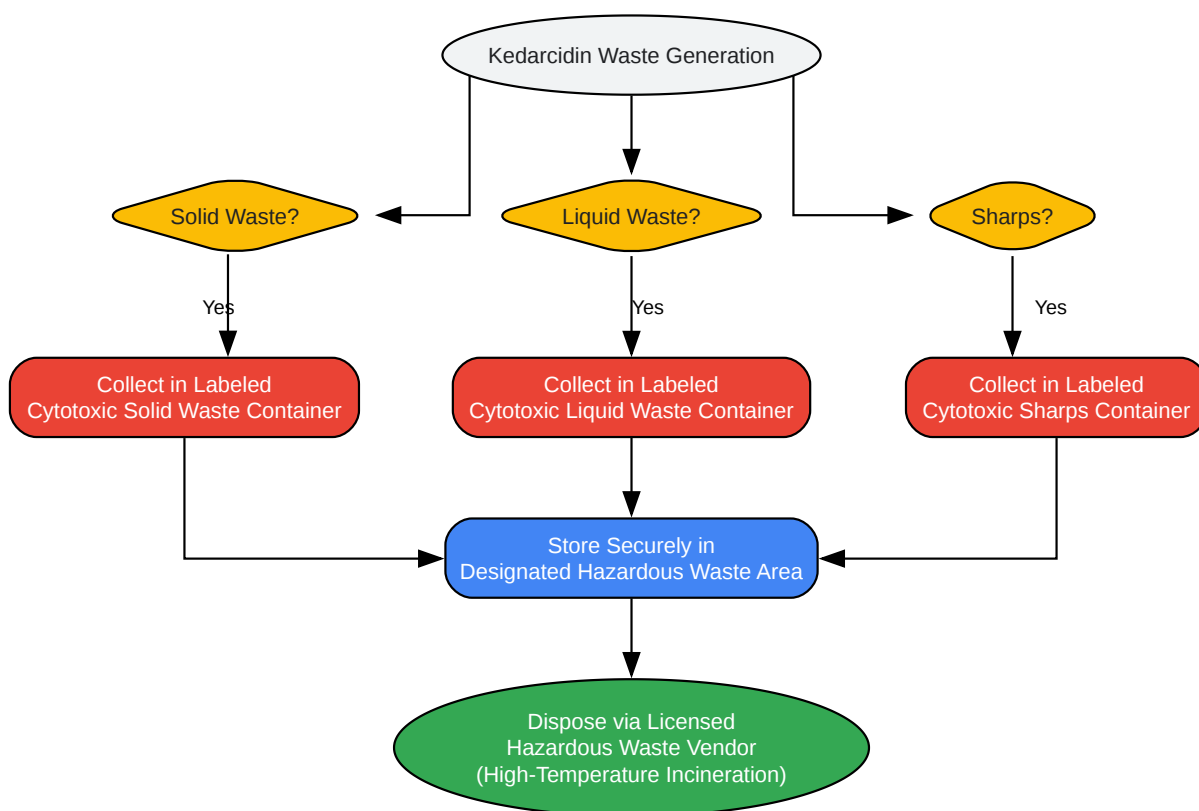 Kedarcidin Waste Generation
Solid Waste?
Liquid Waste?
Sharps?
Yes
Yes
Yes
Collect in Labeled
Cytotoxic Solid Waste Container
Collect in Labeled
Cytotoxic Liquid Waste Container
Collect in Labeled
Cytotoxic Sharps Container
Store Securely in
Designated Hazardous Waste Area
Dispose via Licensed
Hazardous Waste Vendor
(High-Temperature Incineration)